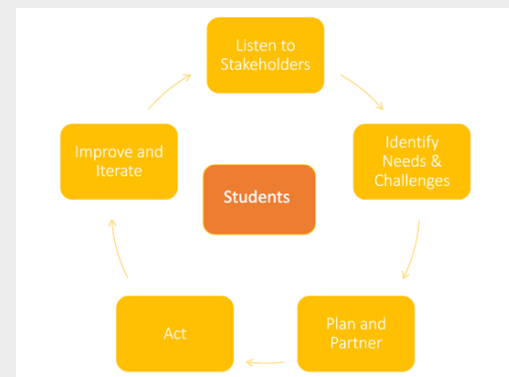 Listen to
Stakeholders
Identify
Needs &
Challenges
Improve and
Iterate
Students
Plan and
Partner
Act